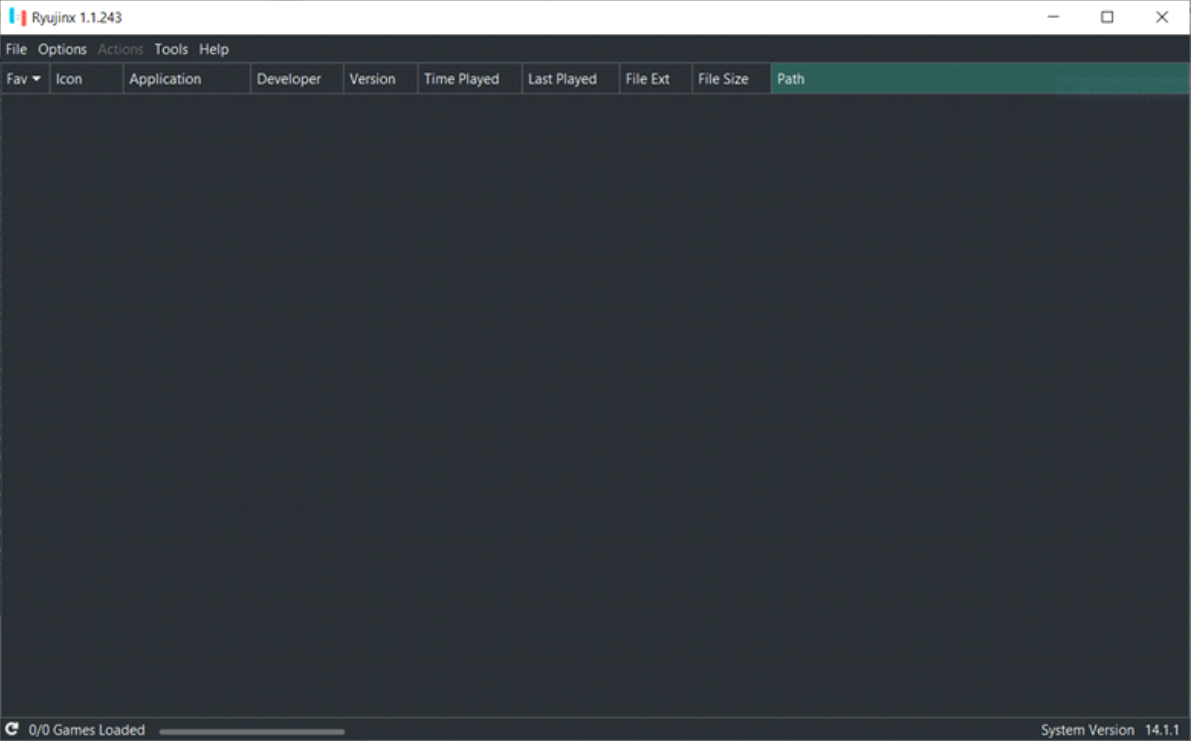 Ryujinx 1.1.243
File Options Actions Tools Help
Fav Icon Application Developer Version Time Played Last Played File Ext File Size Path
0/0 Games Loaded System Version 14.1.1